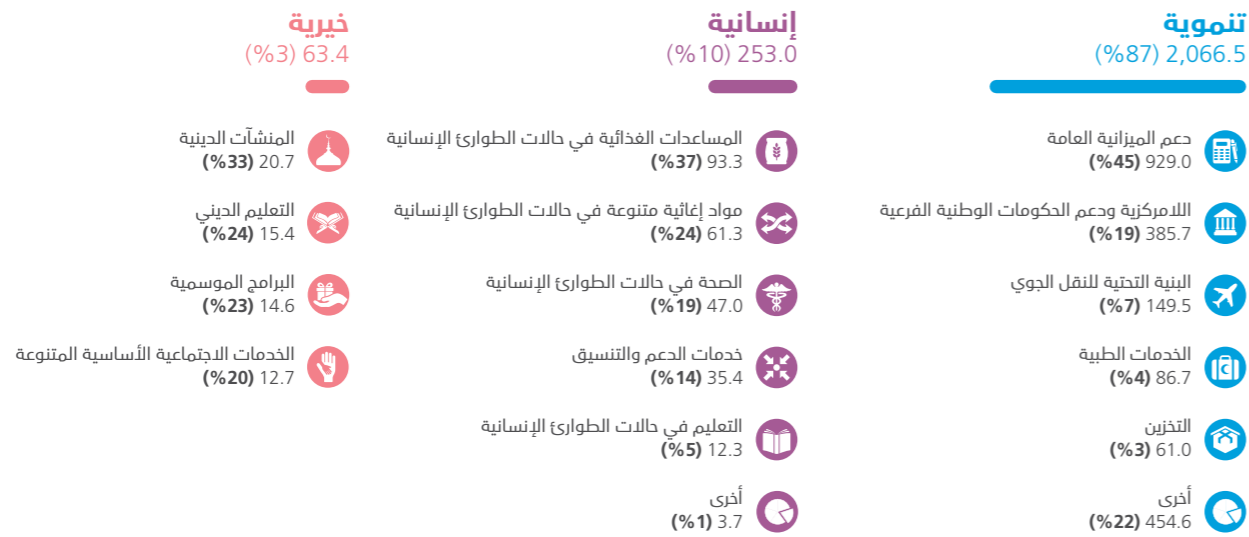 تنموية
2,066.5 (%87)
دعم الميزانية العامة
929.0 (%45)
اللامركزية ودعم الحكومات الوطنية الفرعية
385.7 (%19)
البنية التحتية للنقل الجوي
149.5 (%7)
الخدمات الطبية
86.7 (%4)
التخزين
61.0 (%3)
أخرى
454.6 (%22)
إنسانية
253.0 (%10)
المساعدات الغذائية في حالات الطوارئ الإنسانية
93.3 (%37)
مواد إغاثية متنوعة في حالات الطوارئ الإنسانية
61.3 (%24)
الصحة في حالات الطوارئ الإنسانية
47.0 (%19)
خدمات الدعم والتنسيق
35.4 (%14)
التعليم في حالات الطوارئ الإنسانية
12.3 (%5)
أخرى
3.7 (%1)
خيرية
63.4 (%3)
المنشآت الدينية
20.7 (%33)
التعليم الديني
15.4 (%24)
البرامج الموسمية
14.6 (%23)
الخدمات الاجتماعية الأساسية المتنوعة
12.7 (%20)